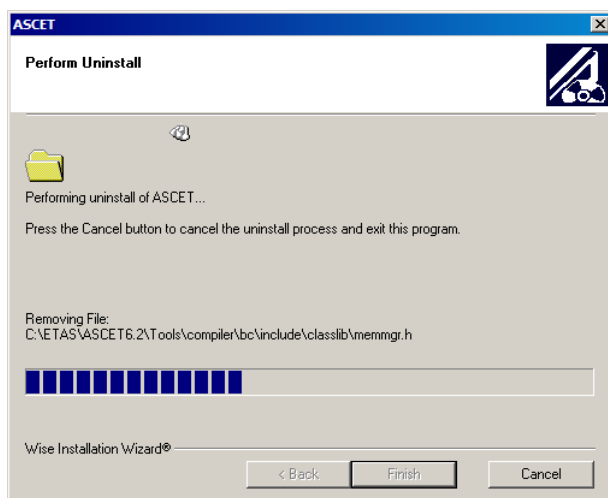 ASCET
Perform Uninstall
Performing uninstall of ASCET...
Press the Cancel button to cancel the uninstall process and exit this program.
Removing File:
C:\ETAS\ASCET6.2\Tools\compiler\bc\include\classlib\memmgr.h
Wise Installation Wizard®
< Back
Finish
Cancel